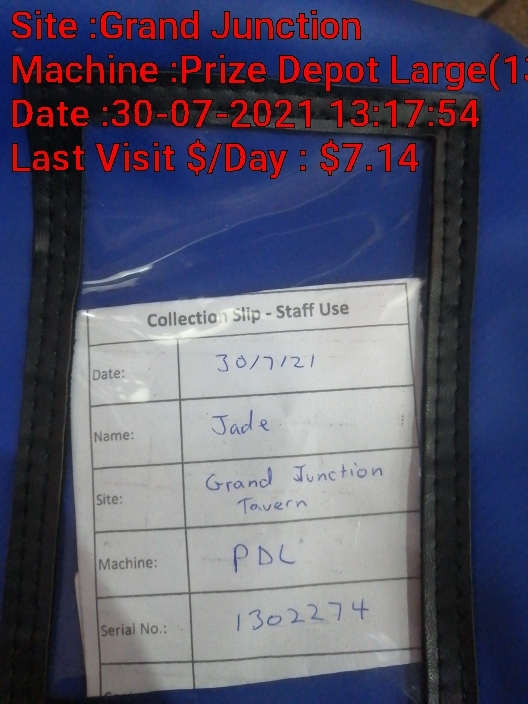 Site :Grand Junction
Machine :Prize Depot Large(13
Date :30-07-2021 13:17:54
Last Visit $/Day : $7.14
Collection Slip - Staff Use
Date: 30/7/21
Name: Jade
Site: Grand Junction
Tavern
Machine: PDL
Serial No.: 1302274